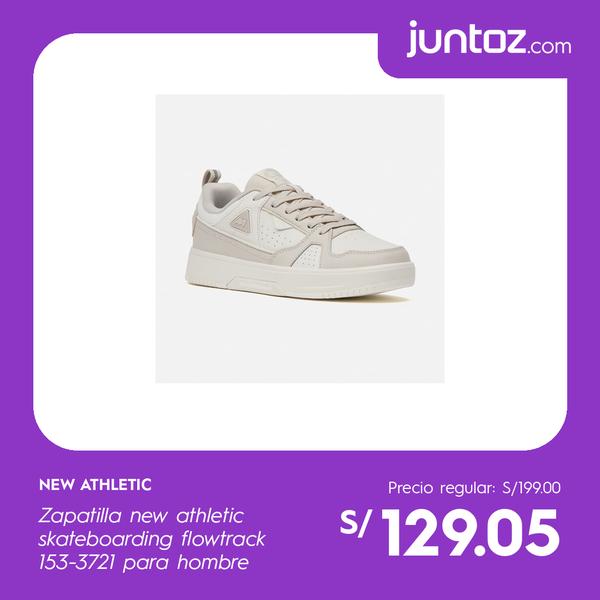 juntoz.com
NEW ATHLETIC
Zapatilla new athletic
skateboarding flowtrack
153-3721 para hombre
Precio regular: S/199.00
S/129.05